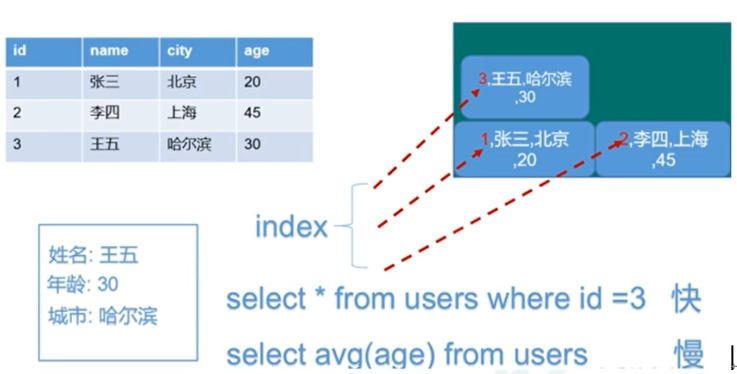 id name city age
1 张三 北京 20
2 李四 上海 45
3 王五 哈尔滨 30
3,王五,哈尔滨
,30
1,张三,北京
,20
2,李四,上海
,45
index
姓名: 王五
年龄: 30
城市: 哈尔滨
select * from users where id =3 快
select avg(age) from users 慢